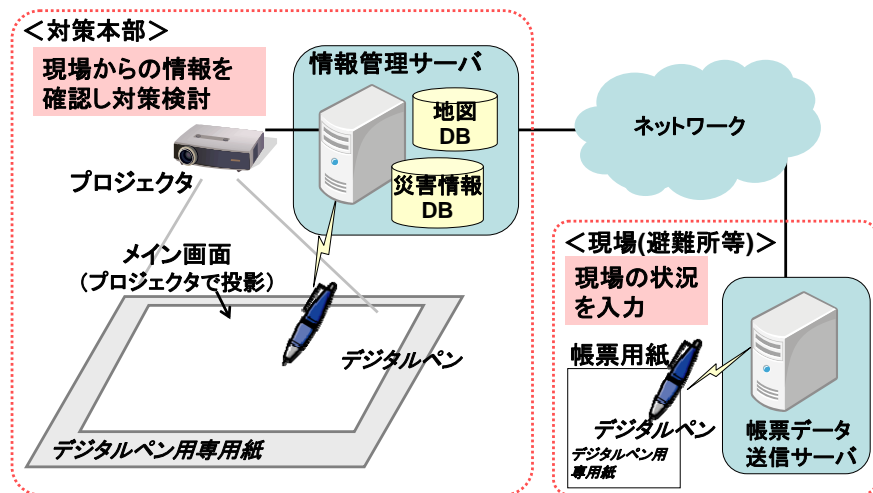 ＜対策本部＞
現場からの情報を
確認し対策検討
情報管理サーバ
地図
DB
災害情報
DB
プロジェクタ
ネットワーク
メイン画面
（プロジェクタで投影）
デジタルペン
デジタルペン用専用紙
＜現場(避難所等)＞
現場の状況
を入力
帳票用紙
デジタルペン
デジタルペン用
専用紙
帳票データ
送信サーバ